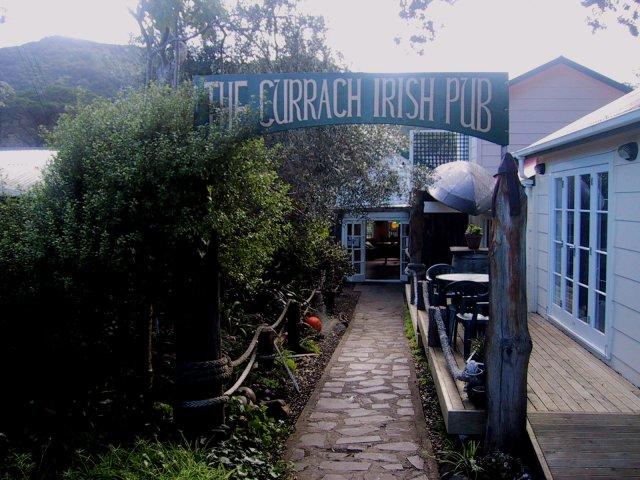 THE CURRACH IRISH PUB